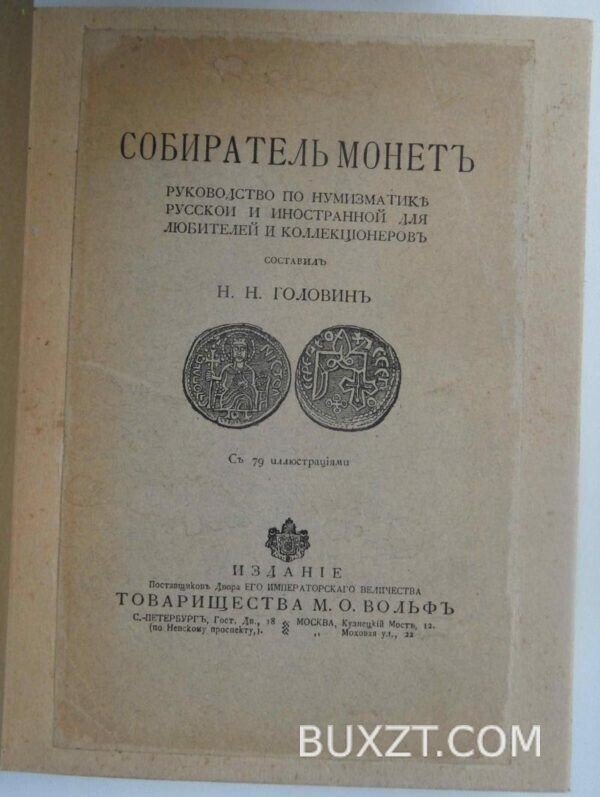 СОБИРАТЕЛЬ МОНЕТЪ
РУКОВОДСТВО ПО НУМИЗМАТИКѢ
РУССКОЙ И ИНОСТРАННОЙ ДЛЯ
ЛЮБИТЕЛЕЙ И КОЛЛЕКЦІОНЕРОВЪ
СОСТАВИЛЪ
Н. Н. ГОЛОВИНЪ
Съ 79 иллюстраціями
ИЗДАНІЕ
Поставщиковъ Двора ЕГО ИМПЕРАТОРСКАГО ВЕЛИЧЕСТВА
ТОВАРИЩЕСТВА М. О. ВОЛЬФЪ
С.-ПЕТЕРБУРГЪ, Гост. Дв., 18 МОСКВА, Кузнецкій Мостъ, 12.
(по Невскому проспекту,). „ Моховая ул., 22
BUXZT.COM